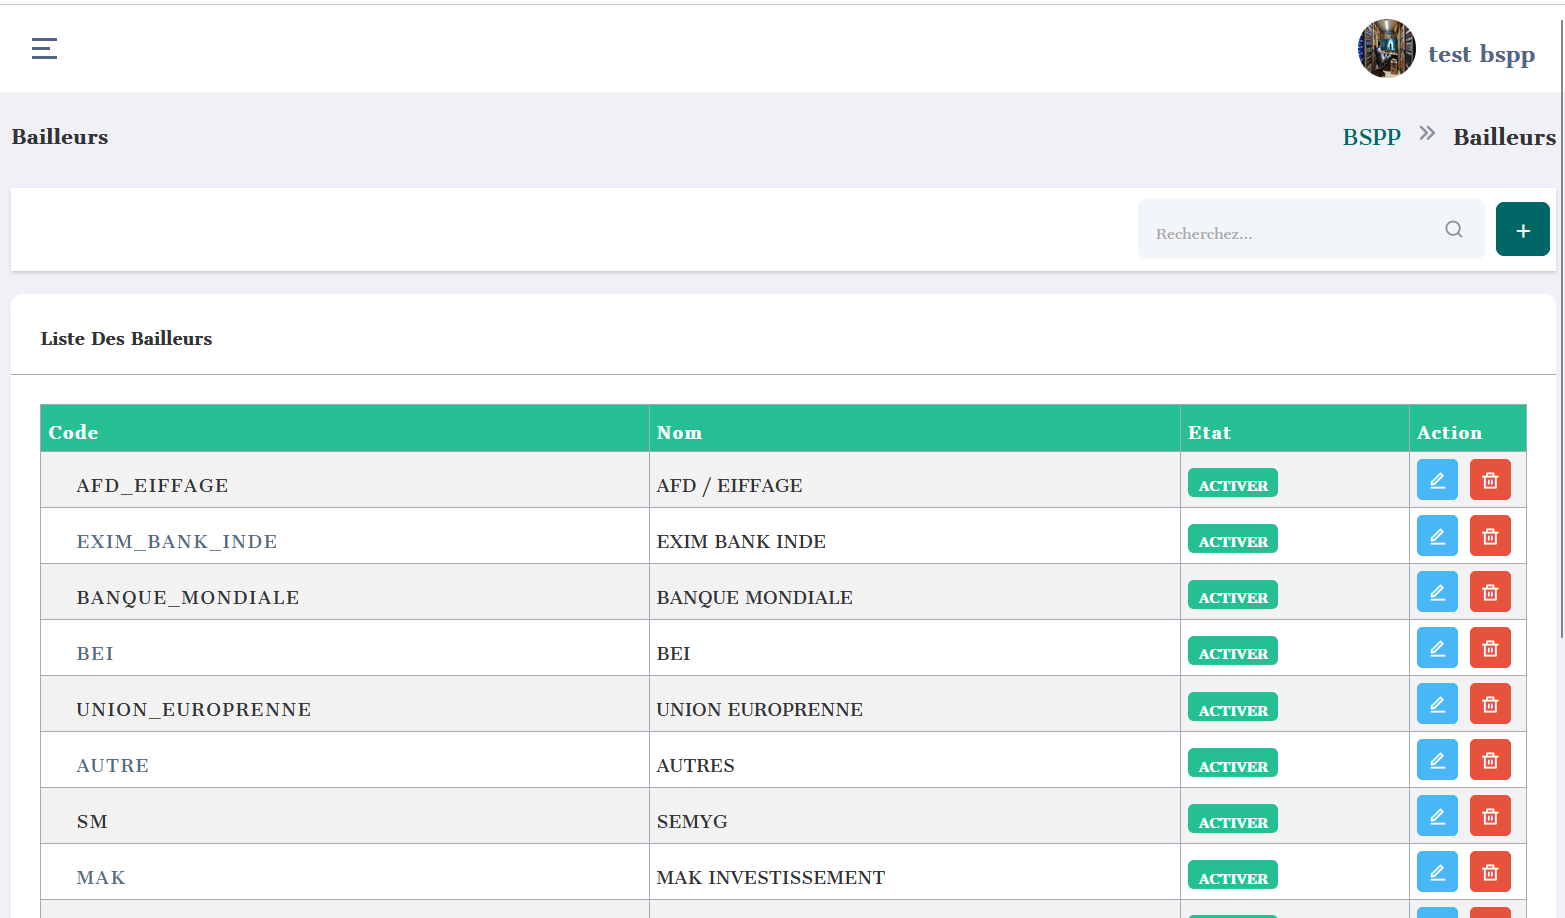 test bspp
Bailleurs
BSPP » Bailleurs
Recherchez...
+
Liste Des Bailleurs
Code Nom Etat Action
AFD_EIFFAGE AFD / EIFFAGE ACTIVER
EXIM_BANK_INDE EXIM BANK INDE ACTIVER
BANQUE_MONDIALE BANQUE MONDIALE ACTIVER
BEI BEI ACTIVER
UNION_EUROPRENNE UNION EUROPRENNE ACTIVER
AUTRE AUTRES ACTIVER
SM SEMYG ACTIVER
MAK MAK INVESTISSEMENT ACTIVER